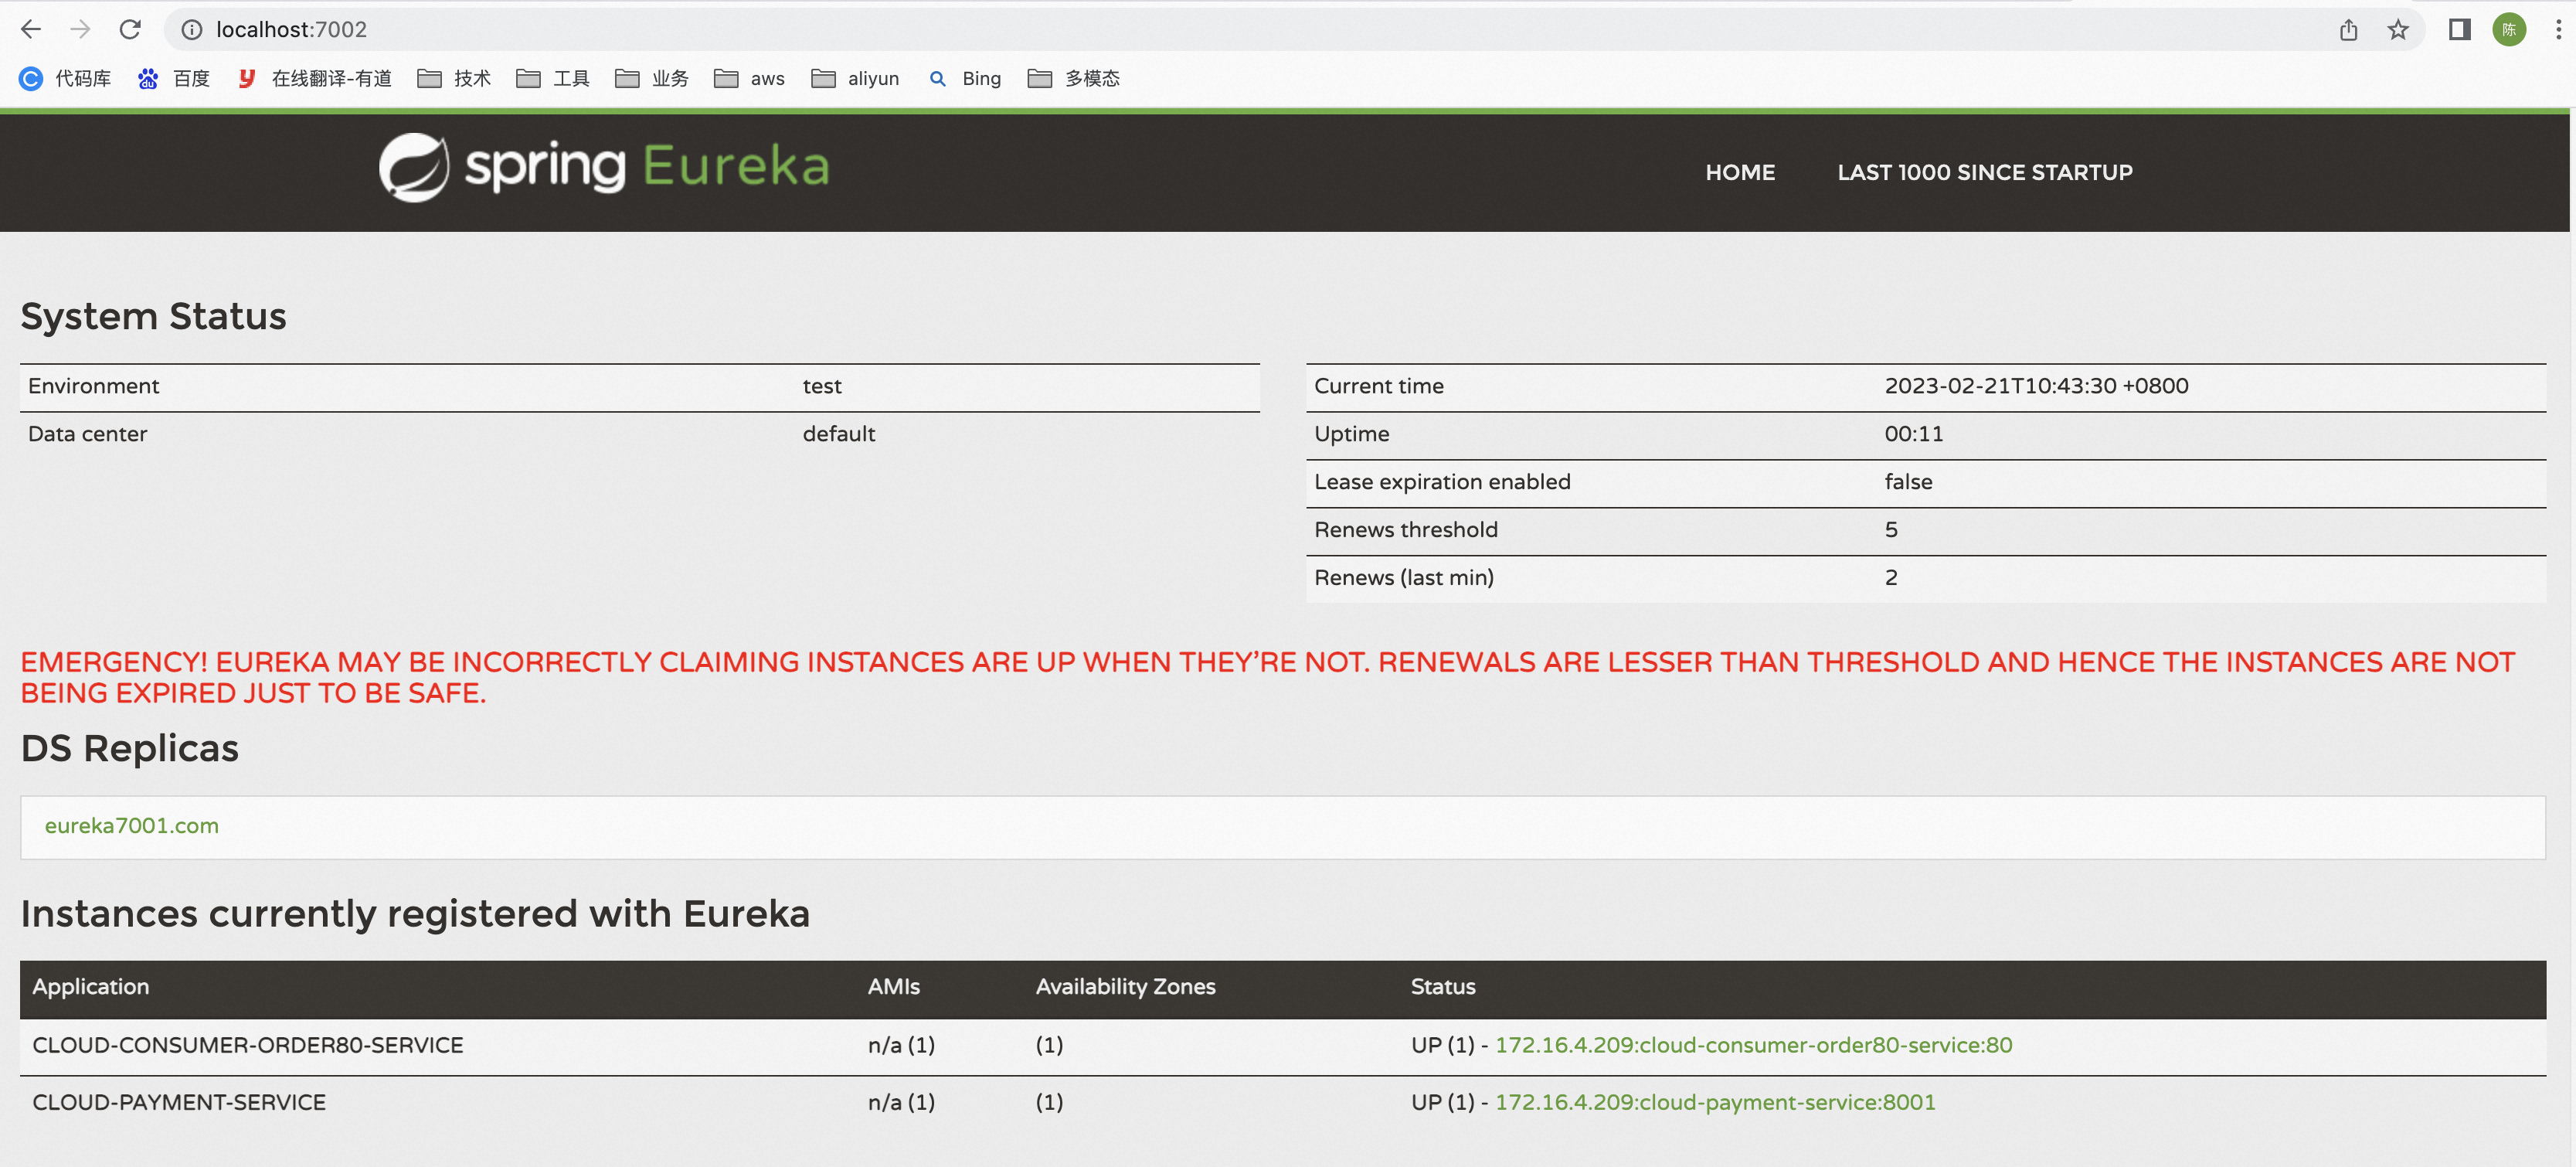 localhost:7002
陈
代码库 百度 在线翻译-有道 技术 工具 业务 aws aliyun Bing 多模态
spring Eureka
HOME LAST 1000 SINCE STARTUP
System Status
Environment test
Data center default
Current time 2023-02-21T10:43:30 +0800
Uptime 00:11
Lease expiration enabled false
Renews threshold 5
Renews (last min) 2
EMERGENCY! EUREKA MAY BE INCORRECTLY CLAIMING INSTANCES ARE UP WHEN THEY’RE NOT. RENEWALS ARE LESSER THAN THRESHOLD AND HENCE THE INSTANCES ARE NOT
BEING EXPIRED JUST TO BE SAFE.
DS Replicas
eureka7001.com
Instances currently registered with Eureka
Application AMIs Availability Zones Status
CLOUD-CONSUMER-ORDER80-SERVICE n/a (1) (1) UP (1) - 172.16.4.209:cloud-consumer-order80-service:80
CLOUD-PAYMENT-SERVICE n/a (1) (1) UP (1) - 172.16.4.209:cloud-payment-service:8001